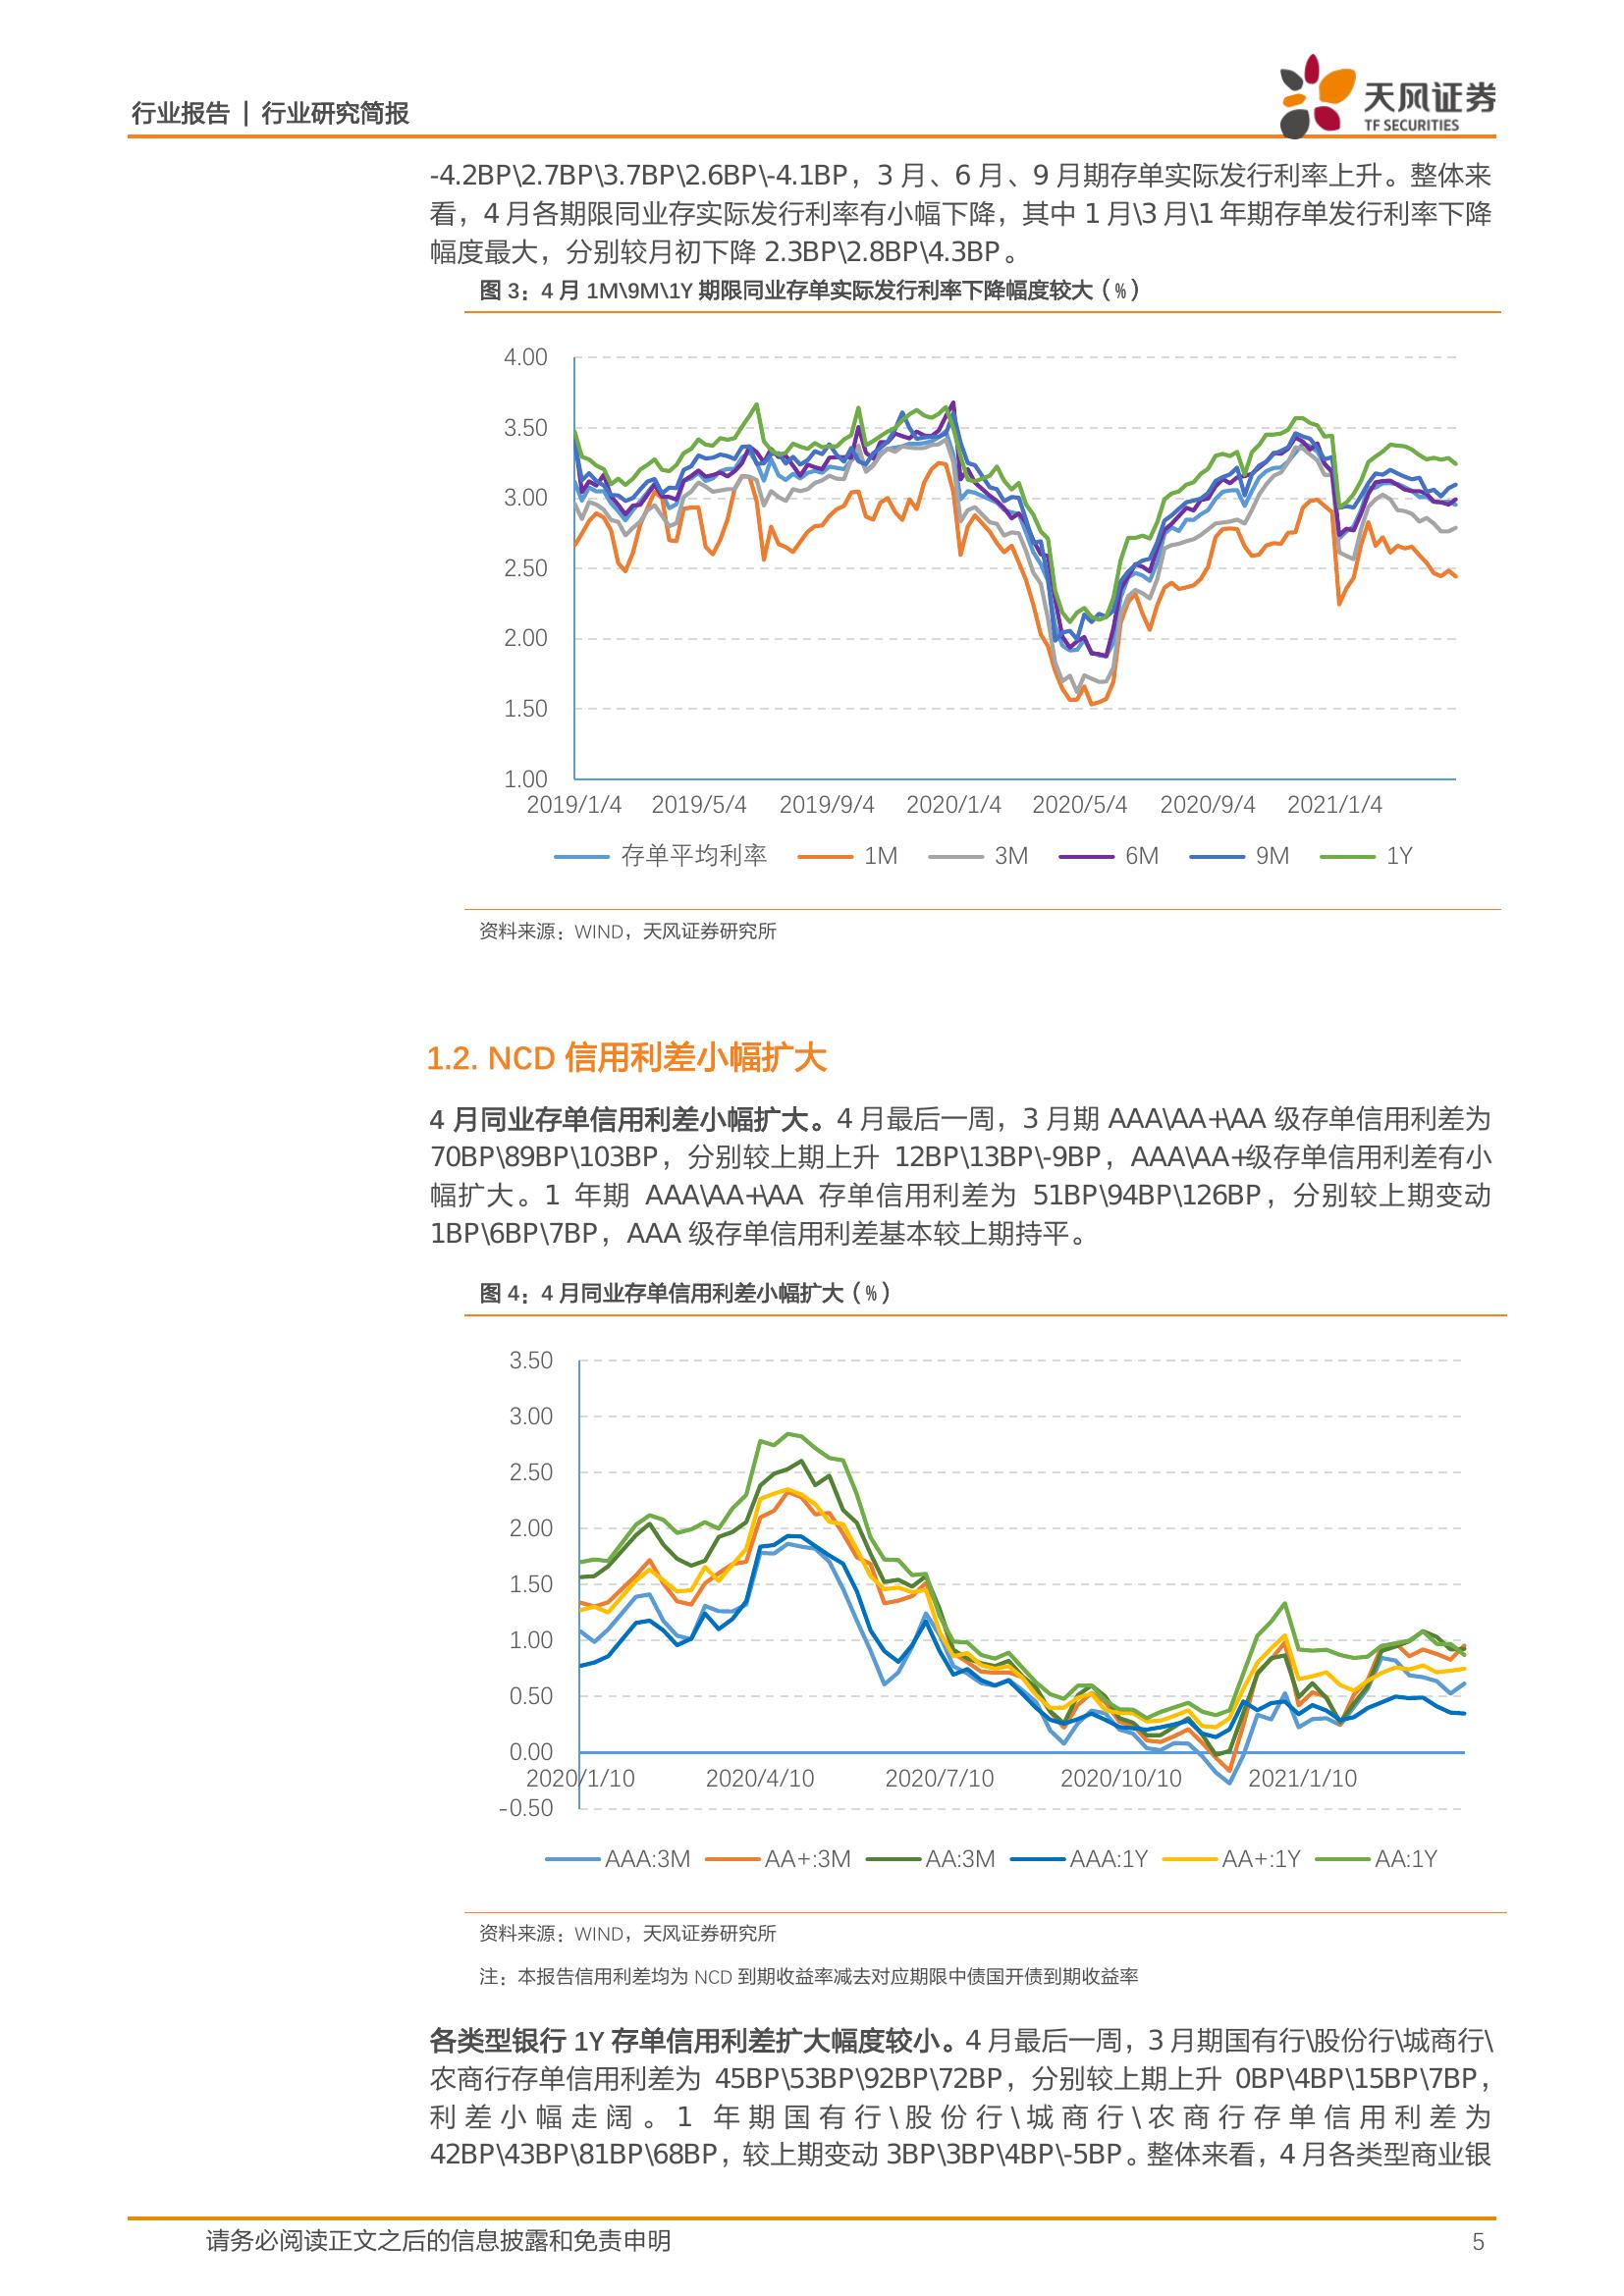 行业报告 | 行业研究简报
天风证券
TF SECURITIES
-4.2BP\2.7BP\3.7BP\2.6BP\-4.1BP，3 月、6 月、9 月期存单实际发行利率上升。整体来
看，4 月各期限同业存实际发行利率有小幅下降，其中 1 月\3 月\1 年期存单发行利率下降
幅度最大，分别较月初下降 2.3BP\2.8BP\4.3BP。
图 3：4 月 1M\9M\1Y 期限同业存单实际发行利率下降幅度较大（%）
4.00
3.50
3.00
2.50
2.00
1.50
1.00
2019/1/4 2019/5/4 2019/9/4 2020/1/4 2020/5/4 2020/9/4 2021/1/4
存单平均利率 1M 3M 6M 9M 1Y
资料来源：WIND，天风证券研究所
1.2. NCD 信用利差小幅扩大
4 月同业存单信用利差小幅扩大。4 月最后一周，3 月期 AAA\AA+\AA 级存单信用利差为
70BP\89BP\103BP，分别较上期上升 12BP\13BP\-9BP，AAA\AA+级存单信用利差有小
幅扩大。1 年期 AAA\AA+\AA 存单信用利差为 51BP\94BP\126BP，分别较上期变动
1BP\6BP\7BP，AAA 级存单信用利差基本较上期持平。
图 4：4 月同业存单信用利差小幅扩大（%）
3.50
3.00
2.50
2.00
1.50
1.00
0.50
0.00
2020/1/10 2020/4/10 2020/7/10 2020/10/10 2021/1/10
-0.50
AAA:3M AA+:3M AA:3M AAA:1Y AA+:1Y AA:1Y
资料来源：WIND，天风证券研究所
注：本报告信用利差均为 NCD 到期收益率减去对应期限中债国开债到期收益率
各类型银行 1Y 存单信用利差扩大幅度较小。4 月最后一周，3 月期国有行\股份行\城商行\
农商行存单信用利差为 45BP\53BP\92BP\72BP，分别较上期上升 0BP\4BP\15BP\7BP，
利差小幅走阔。1 年期国有行\股份行\城商行\农商行存单信用利差为
42BP\43BP\81BP\68BP，较上期变动 3BP\3BP\4BP\-5BP。整体来看，4 月各类型商业银
请务必阅读正文之后的信息披露和免责申明
5